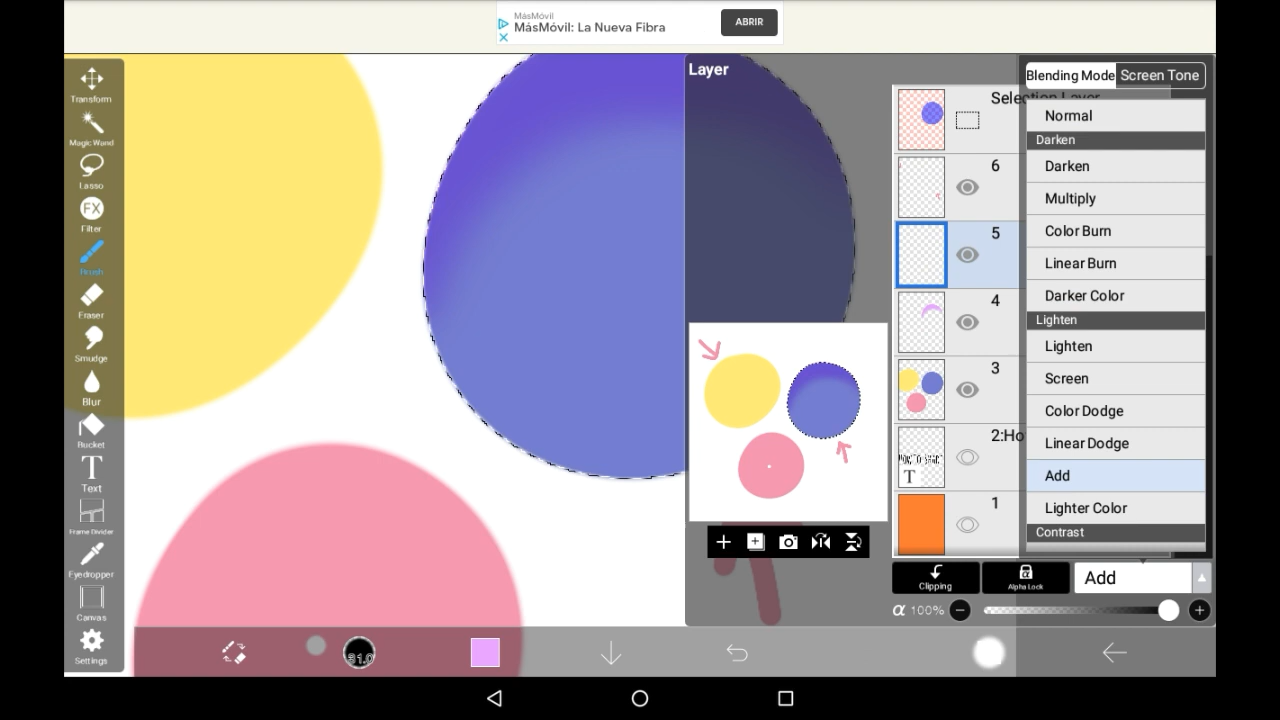 MásMóvil
MásMóvil: La Nueva Fibra
ABRIR
Transform
Magic Wand
Lasso
FX
Filter
Brush
Eraser
Smudge
Blur
Bucket
T
Text
Frame Divider
Eyedropper
Canvas
Settings
Layer
Selection Layer
6
5
4
3
2:Ho
T
1
Blending Mode
Screen Tone
Normal
Darken
Darken
Multiply
Color Burn
Linear Burn
Darker Color
Lighten
Lighten
Screen
Color Dodge
Linear Dodge
Add
Lighter Color
Contrast
Clipping
Alpha Lock
Add
α 100%
31.0